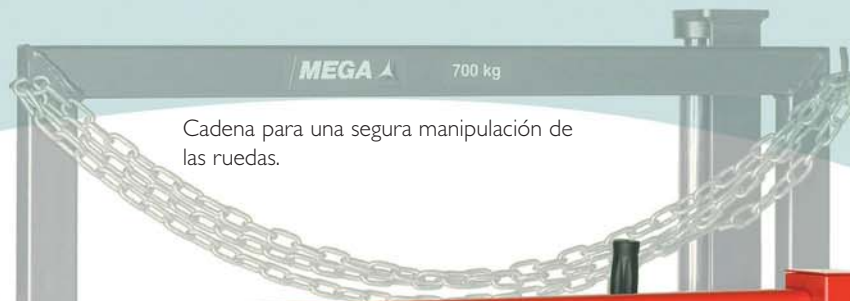 MEGA 700 kg
Cadena para una segura manipulación de
las ruedas.